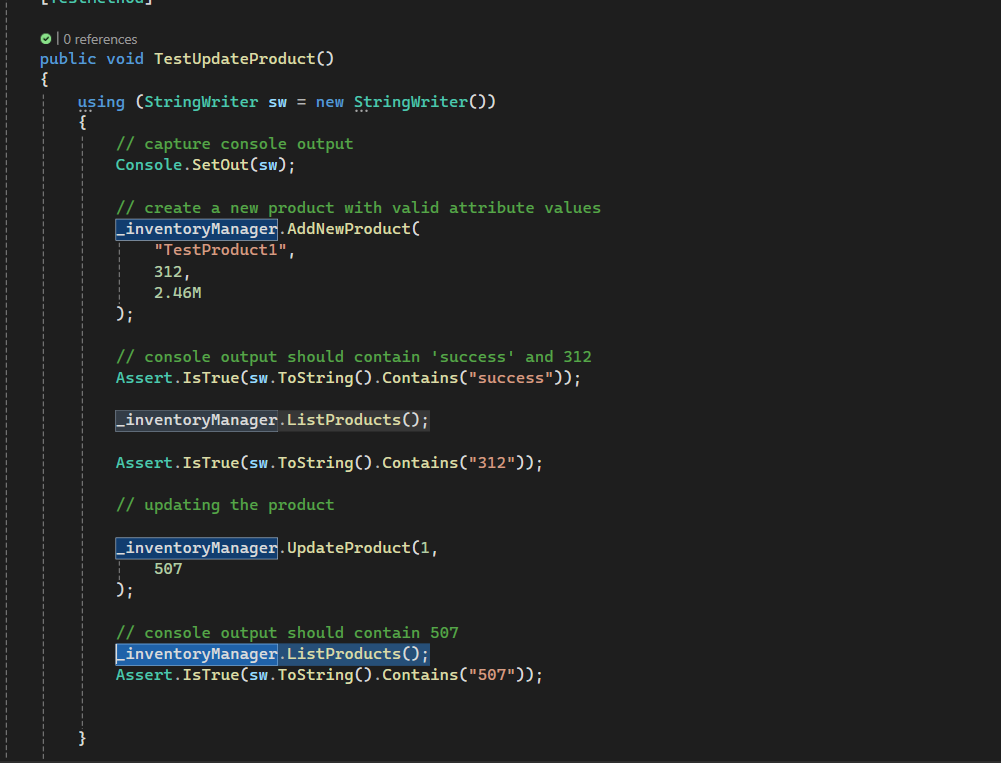 [TestMethod]
| 0 references
public void TestUpdateProduct()
{
using (StringWriter sw = new StringWriter())
{
// capture console output
Console.SetOut(sw);
// create a new product with valid attribute values
_inventoryManager.AddNewProduct(
"TestProduct1",
312,
2.46M
);
// console output should contain 'success' and 312
Assert.IsTrue(sw.ToString().Contains("success"));
_inventoryManager.ListProducts();
Assert.IsTrue(sw.ToString().Contains("312"));
// updating the product
_inventoryManager.UpdateProduct(1,
507
);
// console output should contain 507
_inventoryManager.ListProducts();
Assert.IsTrue(sw.ToString().Contains("507"));
}